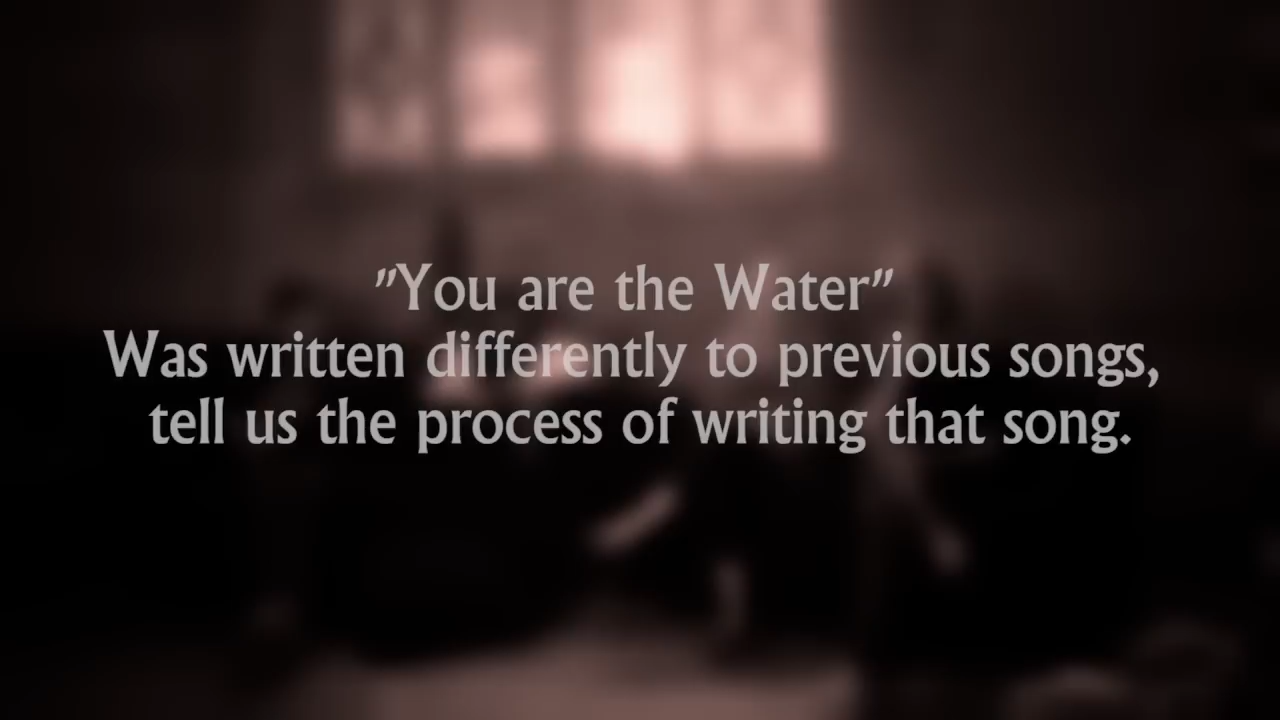 "You are the Water"
Was written differently to previous songs,
tell us the process of writing that song.